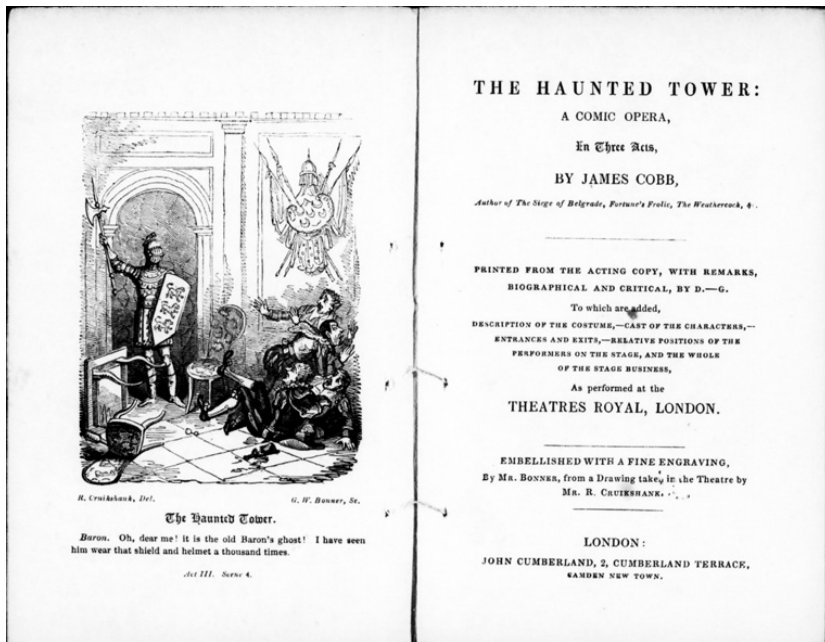 R. Cruikshank, Del.
G. W. Bonner, Sc.
The Haunted Tower.
Baron. Oh, dear me! it is the old Baron's ghost! I have seen
him wear that shield and helmet a thousand times.
Act III. Scene 4.
THE HAUNTED TOWER:
A COMIC OPERA,
In Three Acts,
BY JAMES COBB,
Author of The Siege of Belgrade, Fortune's Frolic, The Weathercock, &c.
PRINTED FROM THE ACTING COPY, WITH REMARKS,
BIOGRAPHICAL AND CRITICAL, BY D.—G.
To which are added,
DESCRIPTION OF THE COSTUME,—CAST OF THE CHARACTERS,—
ENTRANCES AND EXITS,—RELATIVE POSITIONS OF THE
PERFORMERS ON THE STAGE, AND THE WHOLE
OF THE STAGE BUSINESS,
As performed at the
THEATRES ROYAL, LONDON.
EMBELLISHED WITH A FINE ENGRAVING,
By Mr. BONNER, from a Drawing taken in the Theatre by
Mr. R. CRUIKSHANK.
LONDON:
JOHN CUMBERLAND, 2, CUMBERLAND TERRACE,
CAMDEN NEW TOWN.